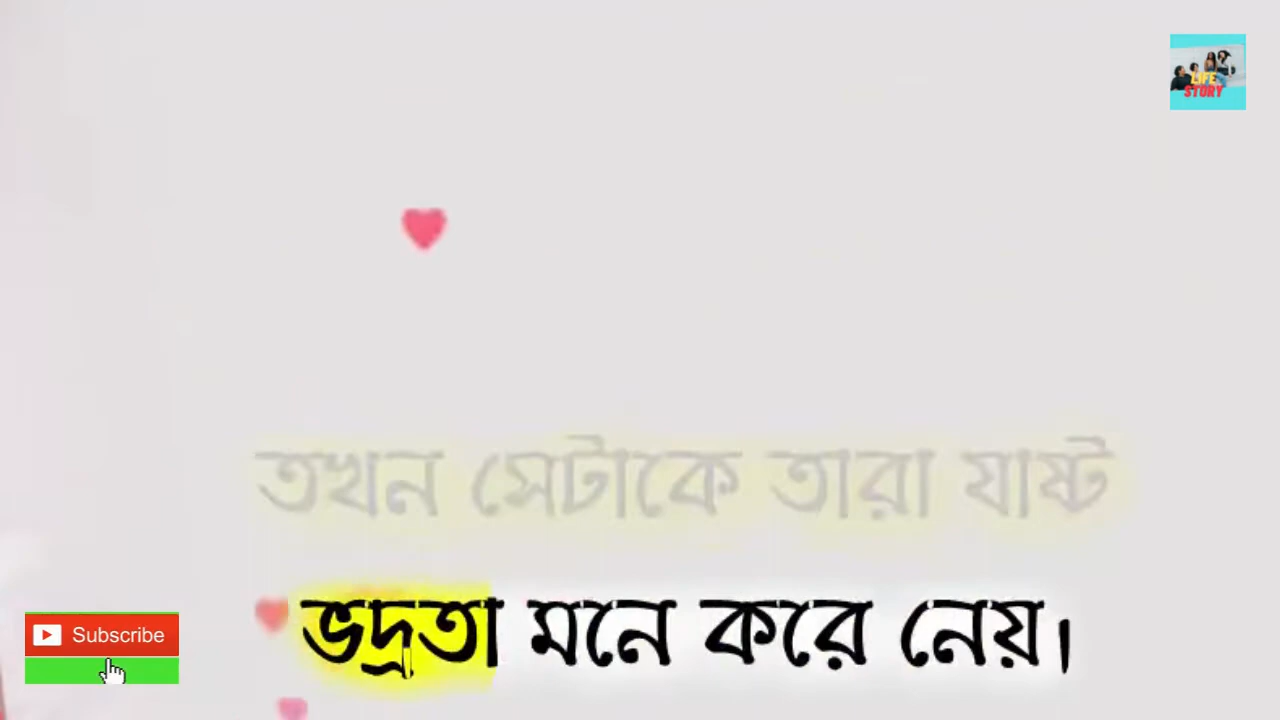 LIFE
STORY
তখন সেটাকে তারা যাষ্ট
ভদ্রতা মনে করে নেয়।
Subscribe